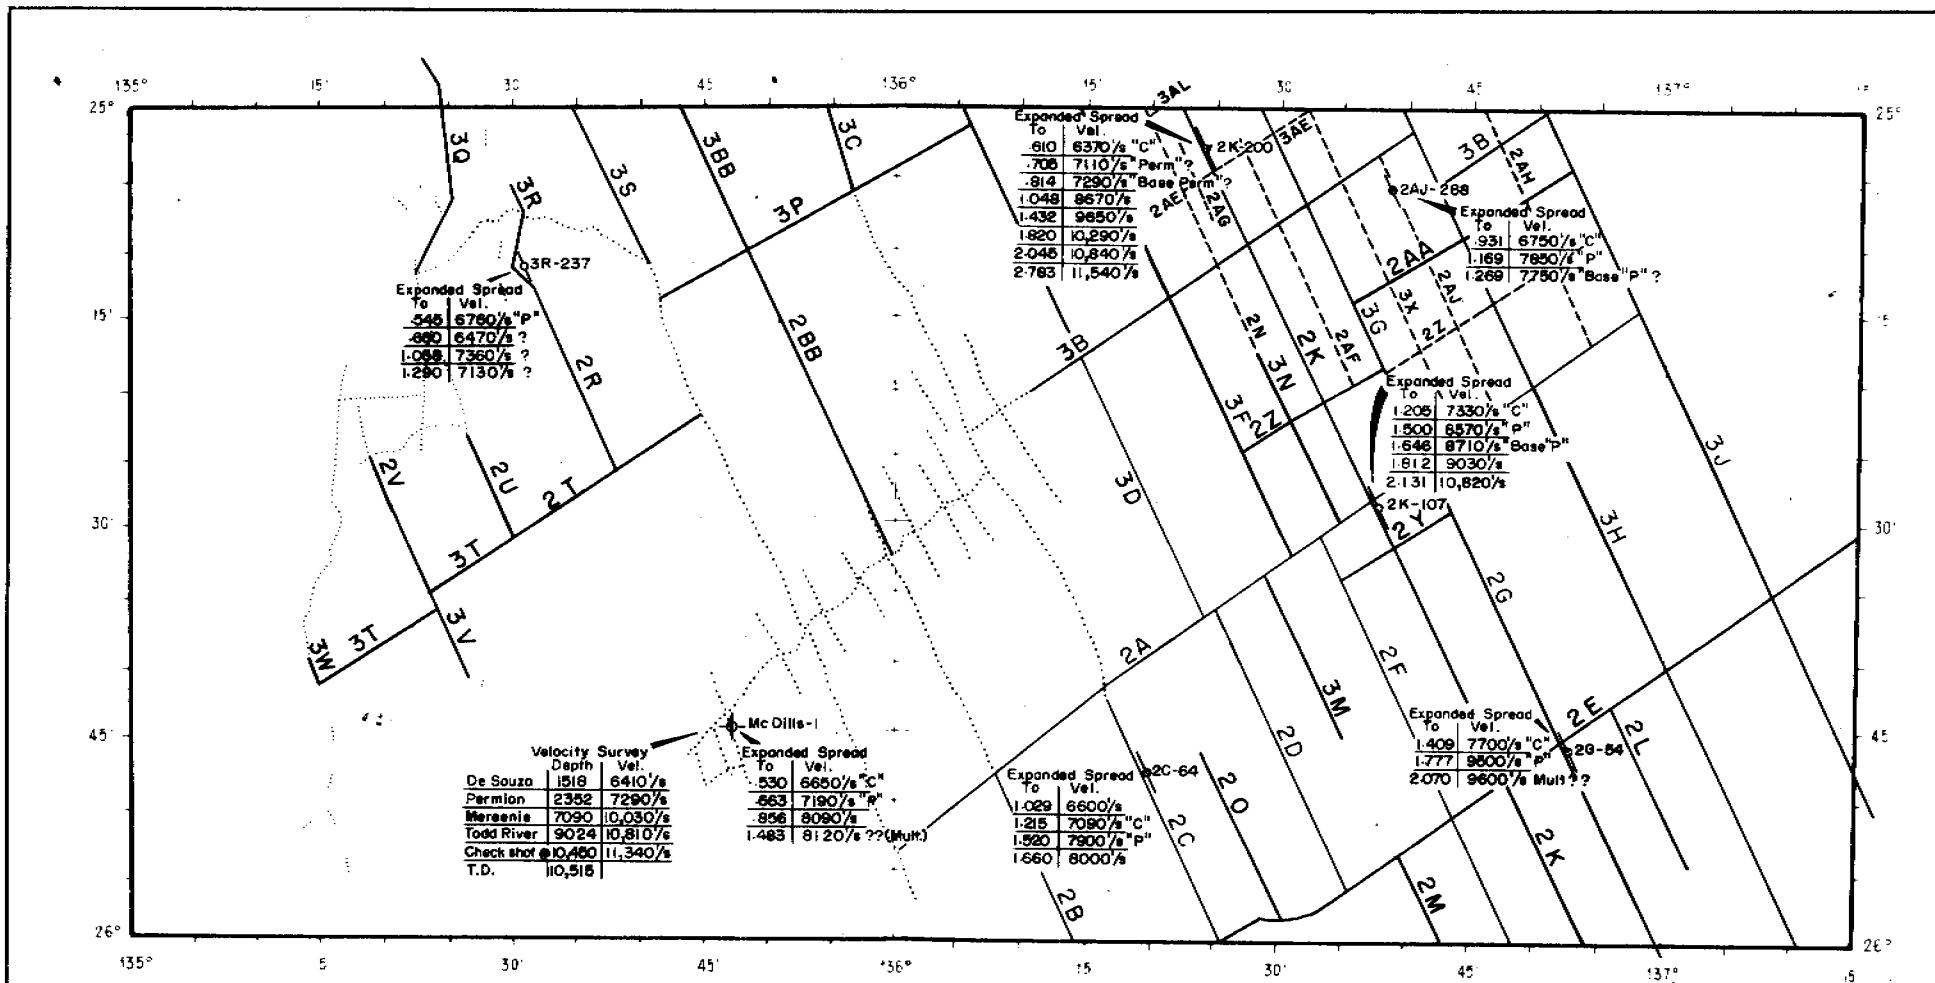 135° 15' 30' 45' 136° 15' 30' 45' 137°
25° 25°
3Q
3R
3S
3BB
3C
3P
3R-237
2R
2BB
Expanded Spread
To Vel.
.545 6760'/s "P"
6470'/s ?
7360'/s ?
1.290 7130'/s ?
3AL
Expanded Spread
To Vel.
.610 6370'/s "C"
.705 7110'/s "Perm" ?
.814 7290'/s "Base Perm" ?
1.048 8670'/s
1.432 9650'/s
1.820 10,290'/s
2.045 10,840'/s
2.783 11,540'/s
2K-200
3AE
2AE
2AG
3B
2AH
2AJ-288
Expanded Spread
To Vel.
.931 6750'/s "C"
1.169 7850'/s "P"
1.269 7750'/s "Base "P" ?
2AA
2AJ
3X
3G
2Z
15' 15'
3B
2N
3N
2K
2AF
3F
2Z
Expanded Spread
To Vel.
1.205 7330'/s "C"
1.500 8570'/s "P"
1.646 8710'/s "Base "P"
1.812 9030'/s
2.131 10,820'/s
2K-107
2Y
3J
3H
3D
2V
2U
2T
3T
30' 30'
3T
3V
3W
2A
2G
2F
3M
2D
2E
2L
45' 45'
Mc Dills-1
Velocity Survey
Depth Vel.
De Souza 1518 6410'/s
Permian 2352 7290'/s
Mereenie 7090 10,030'/s
Todd River 9024 10,810'/s
Check shot @ 10,450 11,340'/s
T.D. 10,515
Expanded Spread
To Vel.
.530 6650'/s "C"
.663 7190'/s "P"
.856 8090'/s
1.483 8120'/s ??(Mult.)
Expanded Spread
To Vel.
1.029 6600'/s
1.215 7090'/s "C"
1.520 7900'/s "P"
1.660 8000'/s
2C-64
2C
2O
Expanded Spread
To Vel.
1.409 7700'/s "C"
1.777 9500'/s "P"
2.070 9600'/s Mult ??
2G-54
2B
2M
2K
26° 26°
135° 5 30' 45' 136° 15 30' 45' 137° 15